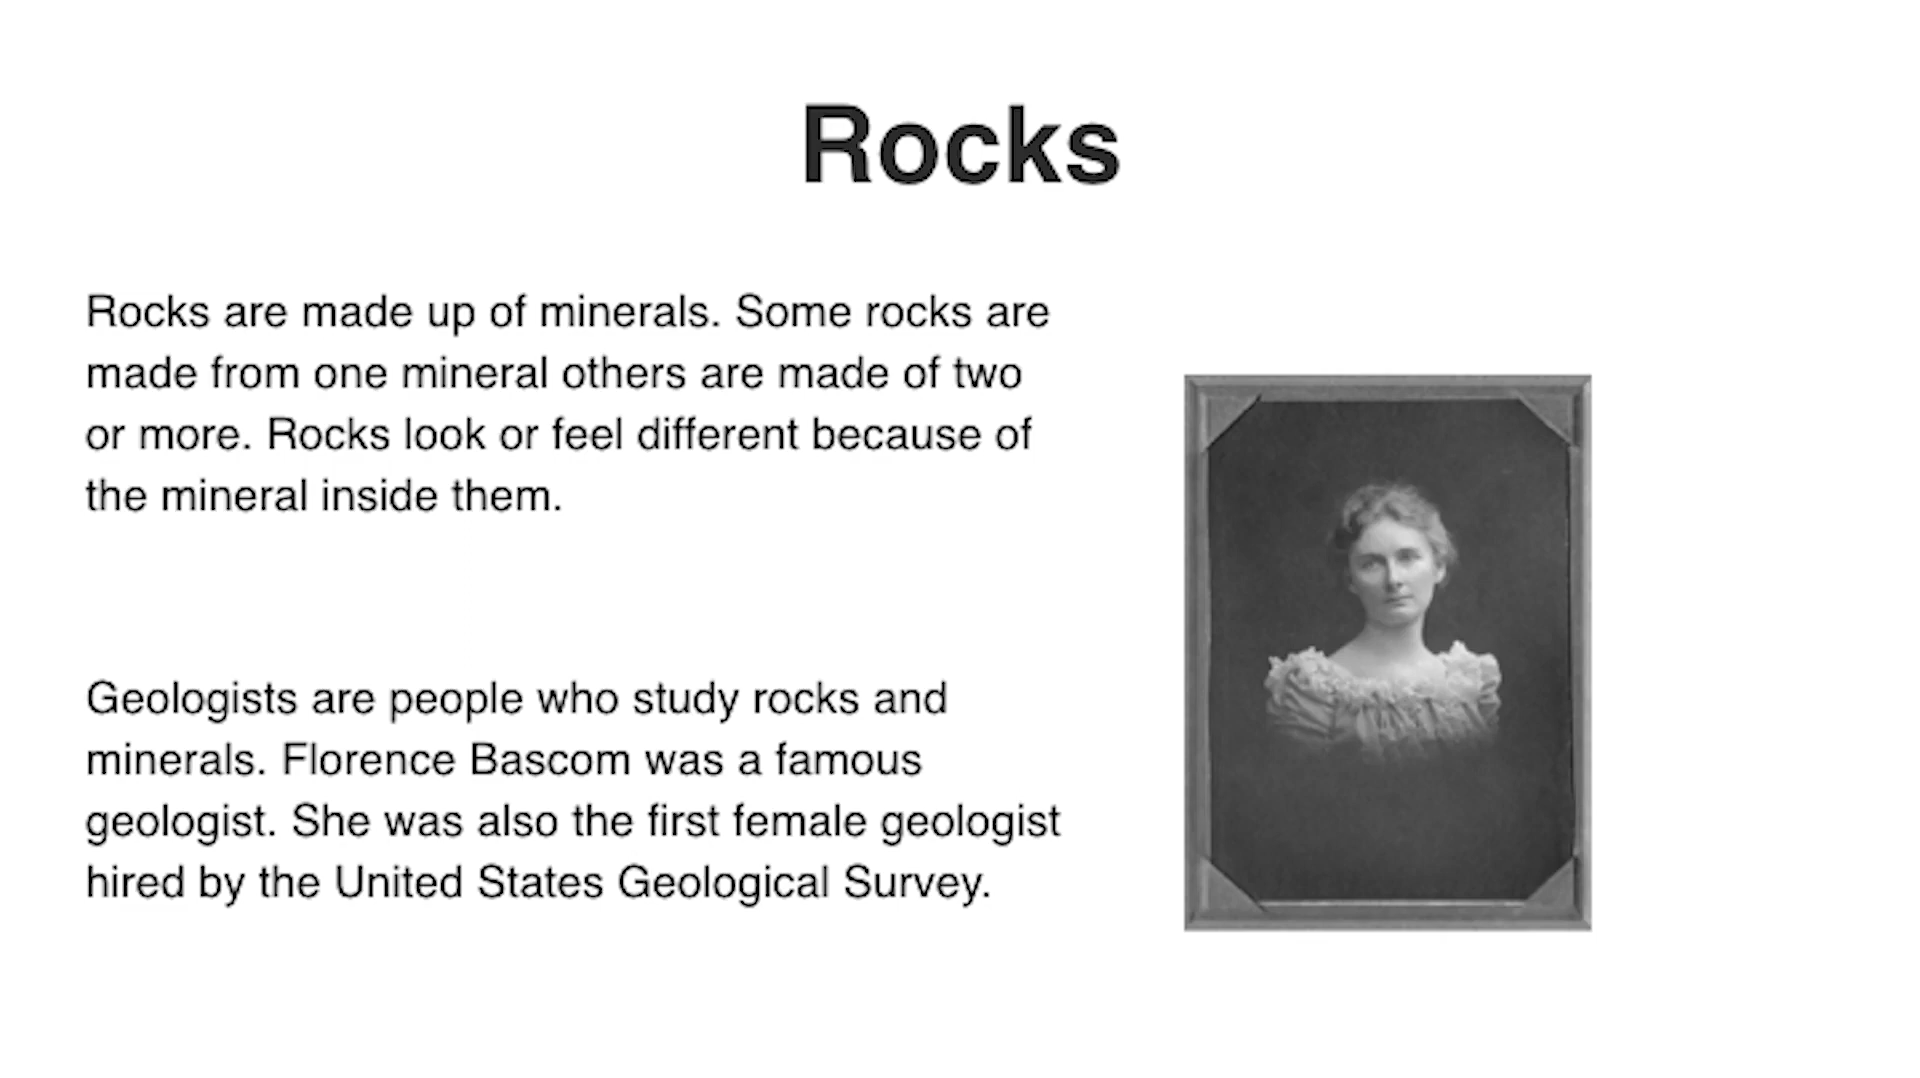 Rocks
Rocks are made up of minerals. Some rocks are
made from one mineral others are made of two
or more. Rocks look or feel different because of
the mineral inside them.
Geologists are people who study rocks and
minerals. Florence Bascom was a famous
geologist. She was also the first female geologist
hired by the United States Geological Survey.